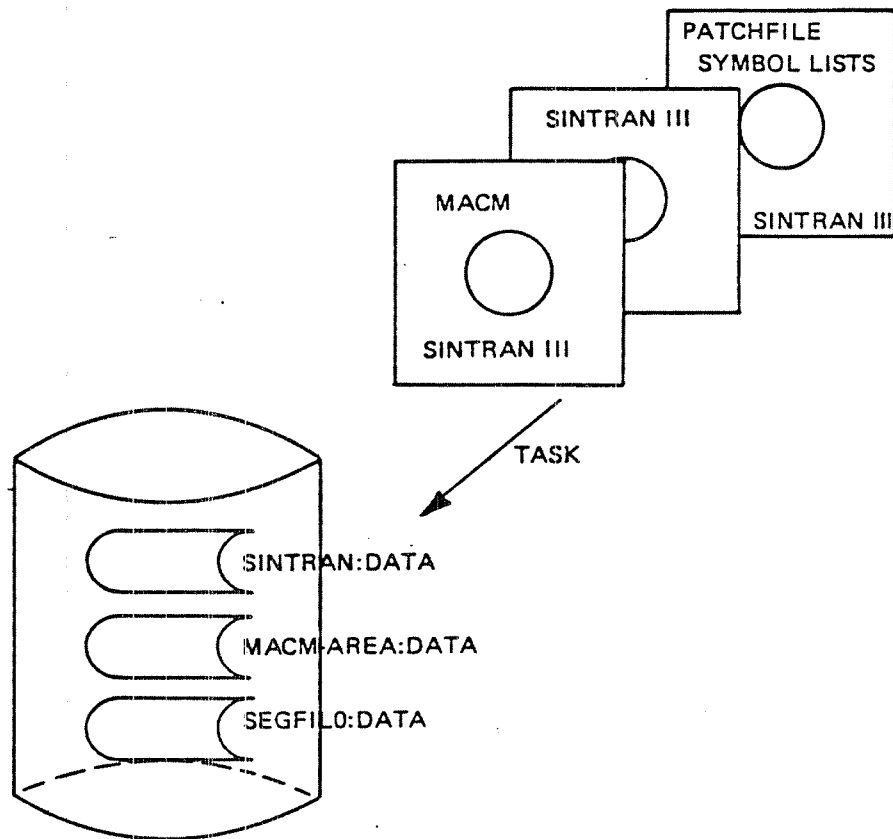 PATCHFILE
SYMBOL LISTS
SINTRAN III
SINTRAN III
MACM
SINTRAN III
TASK
SINTRAN:DATA
MACM-AREA:DATA
SEGFIL0:DATA